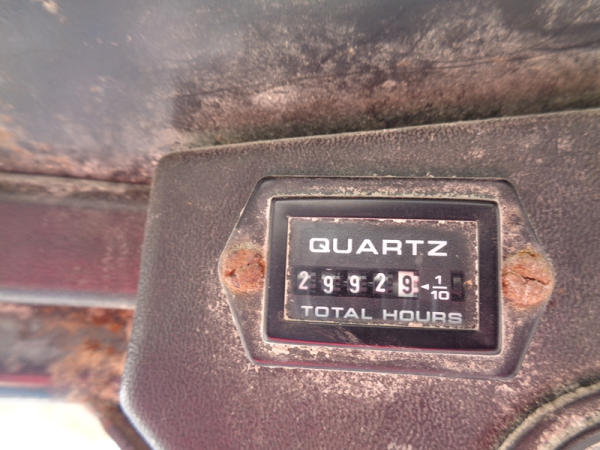 QUARTZ
29929 ◄ 1/10
TOTAL HOURS